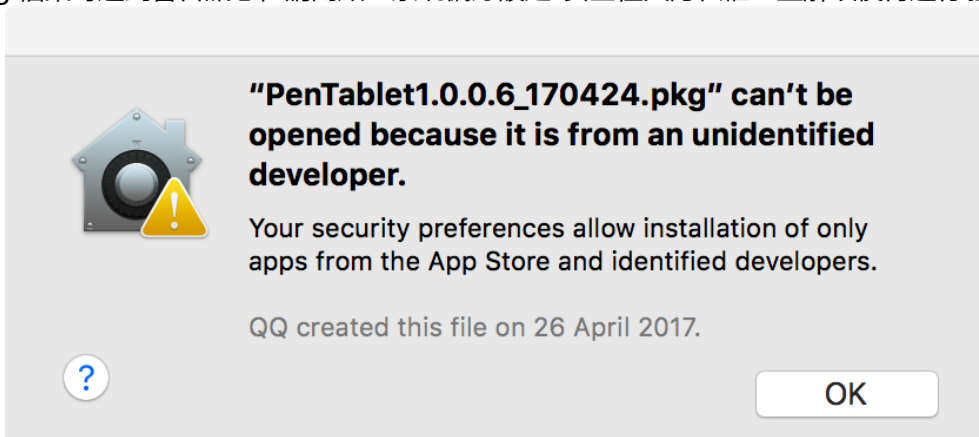 “PenTablet1.0.0.6_170424.pkg” can’t be
opened because it is from an unidentified
developer.
Your security preferences allow installation of only
apps from the App Store and identified developers.
QQ created this file on 26 April 2017.
?
OK